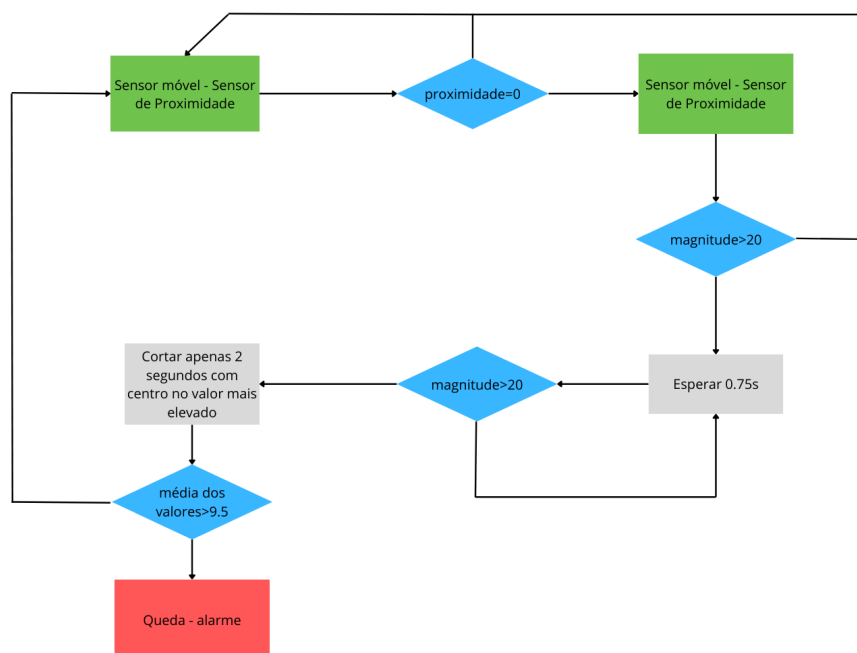 Sensor móvel - Sensor
de Proximidade
proximidade=0
Sensor móvel - Sensor
de Proximidade
magnitude>20
Cortar apenas 2
segundos com
centro no valor mais
elevado
magnitude>20
Esperar 0.75s
média dos
valores>9.5
Queda - alarme